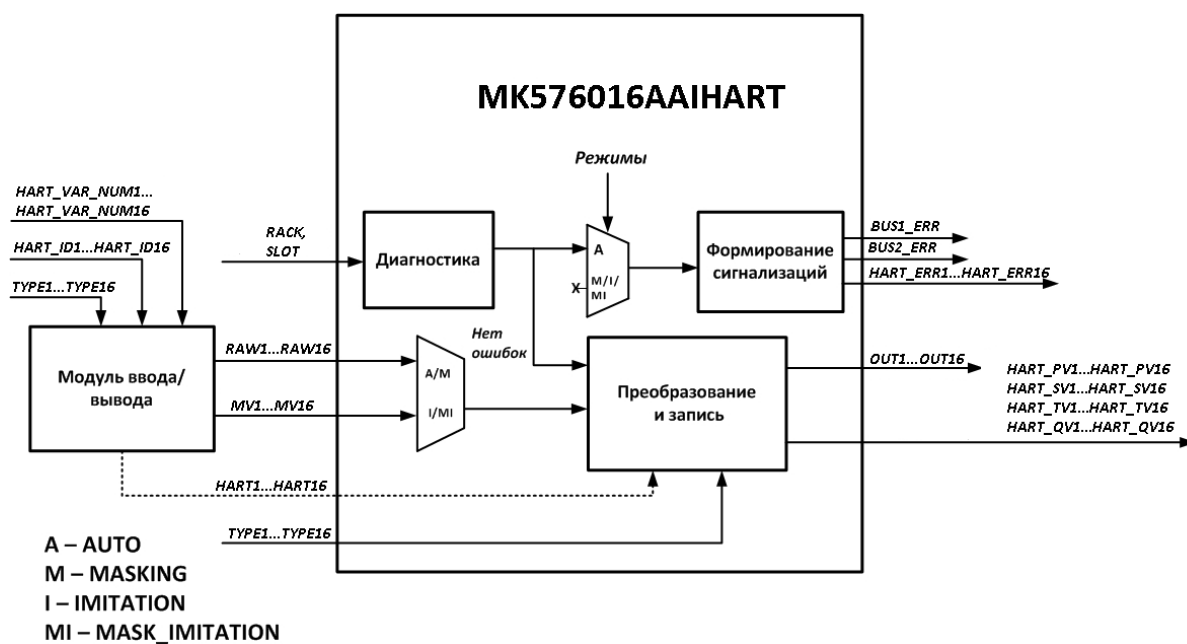 MK576016AAIHART
Режимы
HART_VAR_NUM1...
HART_VAR_NUM16
HART_ID1...HART_ID16
TYPE1...TYPE16
RACK,
SLOT
Диагностика
A
X
M/I/
MI
Формирование
сигнализаций
BUS1_ERR
BUS2_ERR
HART_ERR1...HART_ERR16
Модуль ввода/
вывода
RAW1...RAW16
MV1...MV16
A/M
I/MI
Нет
ошибок
Преобразование
и запись
OUT1...OUT16
HART_PV1...HART_PV16
HART_SV1...HART_SV16
HART_TV1...HART_TV16
HART_QV1...HART_QV16
HART1...HART16
TYPE1...TYPE16
A – AUTO
M – MASKING
I – IMITATION
MI – MASK_IMITATION